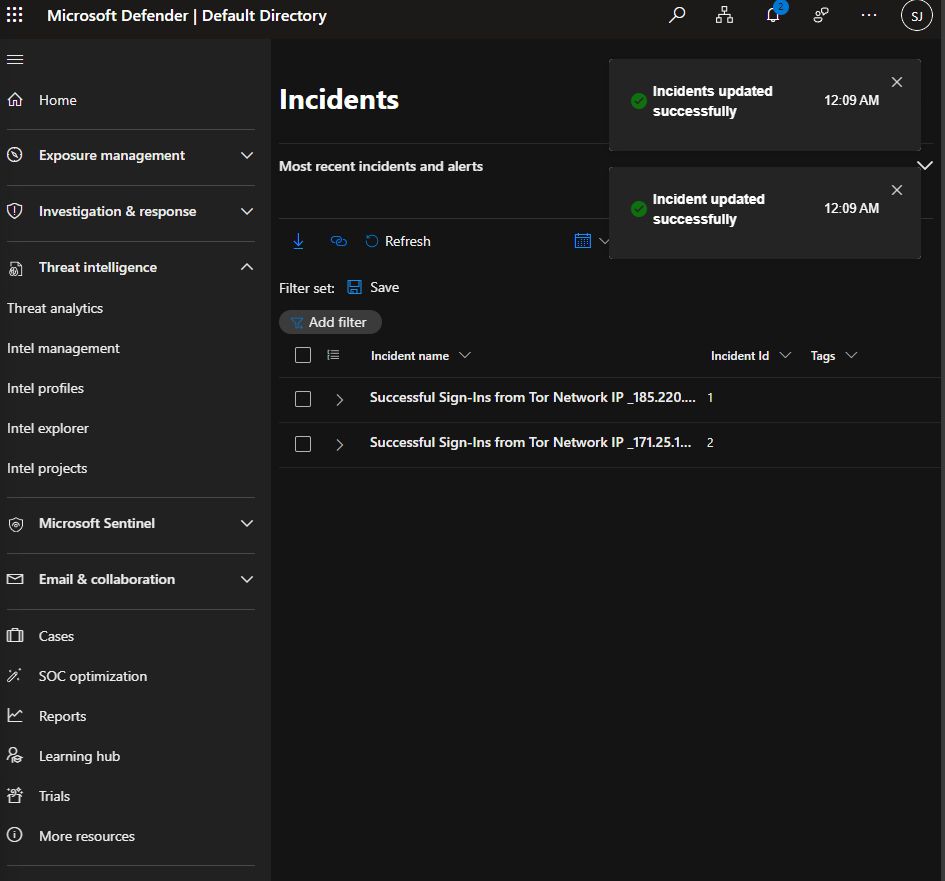 Microsoft Defender | Default Directory
2
SJ
Home
Exposure management
Investigation & response
Threat intelligence
Threat analytics
Intel management
Intel profiles
Intel explorer
Intel projects
Microsoft Sentinel
Email & collaboration
Cases
SOC optimization
Reports
Learning hub
Trials
More resources
Incidents
Incidents updated
successfully
12:09 AM
Most recent incidents and alerts
Incident updated
successfully
12:09 AM
Refresh
Filter set: Save
Add filter
Incident name Incident Id Tags
Successful Sign-Ins from Tor Network IP _185.220.... 1
Successful Sign-Ins from Tor Network IP _171.25.1... 2